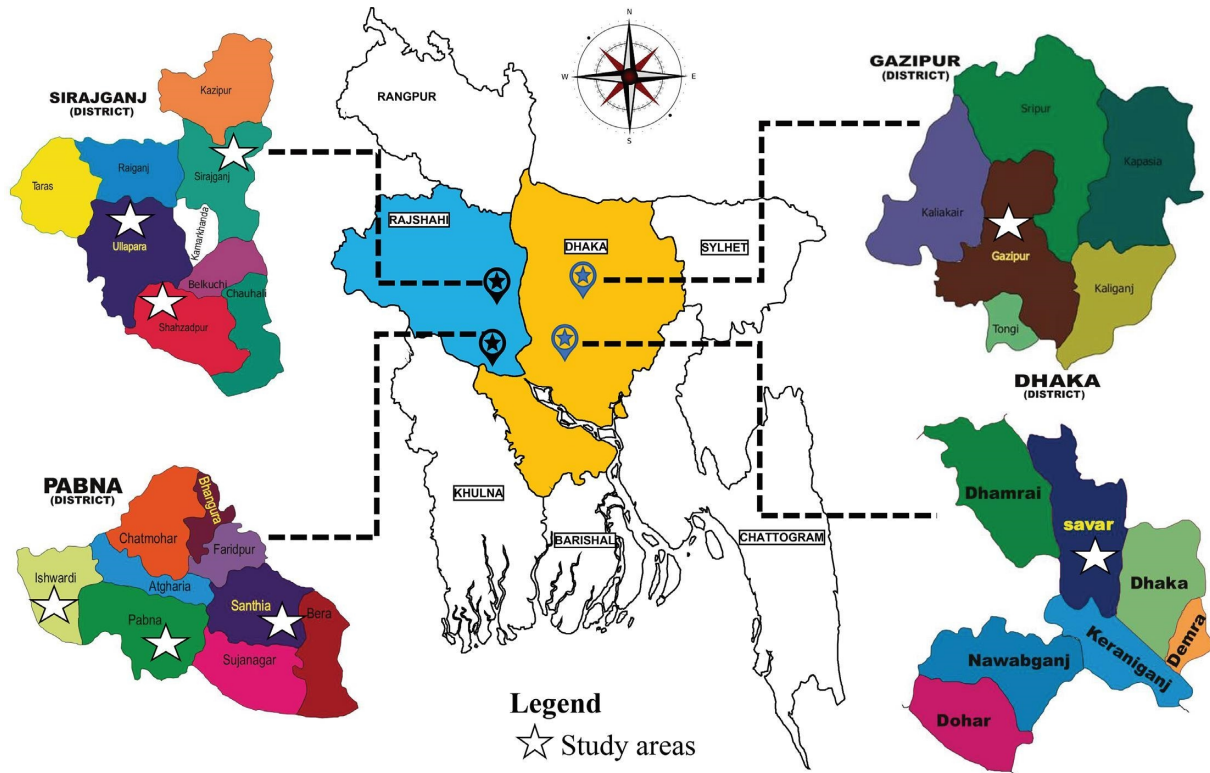 SIRAJGANJ
(DISTRICT)
Kazipur
Taras
Raiganj
Sirajganj
Ullapara
Kamarkhanda
Belkuchi
Chauhali
Shahzadpur
PABNA
(DISTRICT)
Bhangura
Chatmohar
Faridpur
Ishwardi
Atgharia
Pabna
Santhia
Bera
Sujanagar
N
W
E
S
RANGPUR
RAJSHAHI
DHAKA
SYLHET
KHULNA
BARISHAL
CHATTOGRAM
Legend
Study areas
GAZIPUR
(DISTRICT)
Sripur
Kapasia
Kaliakair
Gazipur
Kaliganj
Tongi
DHAKA
(DISTRICT)
Dhamrai
savar
Dhaka
Demra
Keraniganj
Nawabganj
Dohar